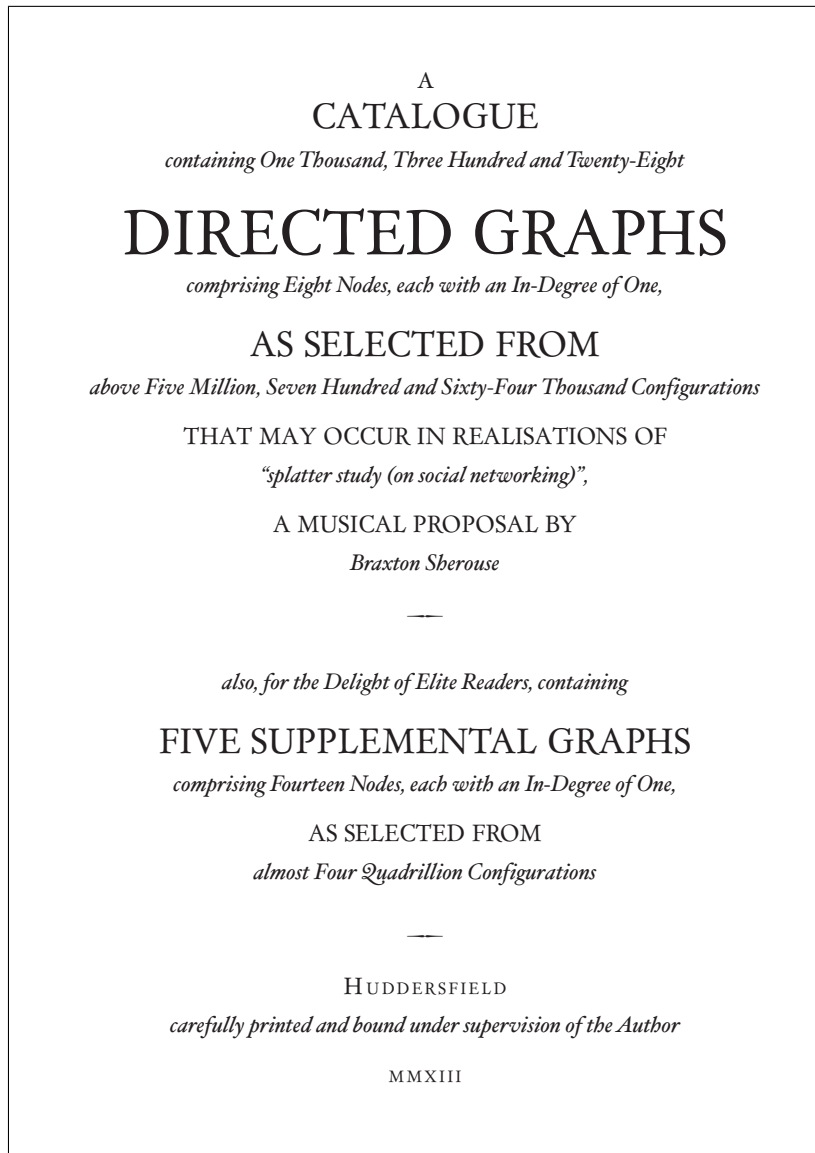 A
CATALOGUE
containing One Thousand, Three Hundred and Twenty-Eight
DIRECTED GRAPHS
comprising Eight Nodes, each with an In-Degree of One,
AS SELECTED FROM
above Five Million, Seven Hundred and Sixty-Four Thousand Configurations
THAT MAY OCCUR IN REALISATIONS OF
“splatter study (on social networking)”,
A MUSICAL PROPOSAL BY
Braxton Sherouse
also, for the Delight of Elite Readers, containing
FIVE SUPPLEMENTAL GRAPHS
comprising Fourteen Nodes, each with an In-Degree of One,
AS SELECTED FROM
almost Four Quadrillion Configurations
HUDDERSFIELD
carefully printed and bound under supervision of the Author
MMXIII